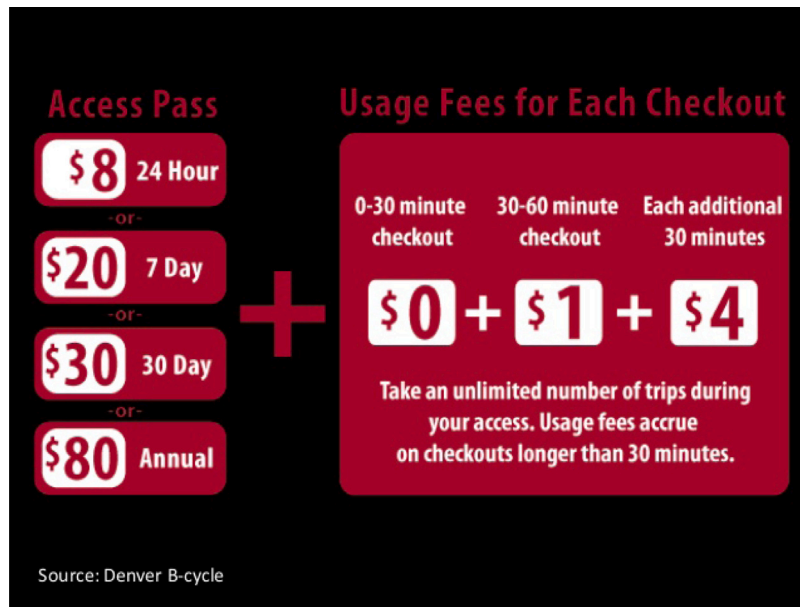 Access Pass
$8 24 Hour
-or-
$20 7 Day
-or-
$30 30 Day
-or-
$80 Annual
+
Usage Fees for Each Checkout
0-30 minute
checkout
30-60 minute
checkout
Each additional
30 minutes
$0 + $1 + $4
Take an unlimited number of trips during
your access. Usage fees accrue
on checkouts longer than 30 minutes.
Source: Denver B-cycle